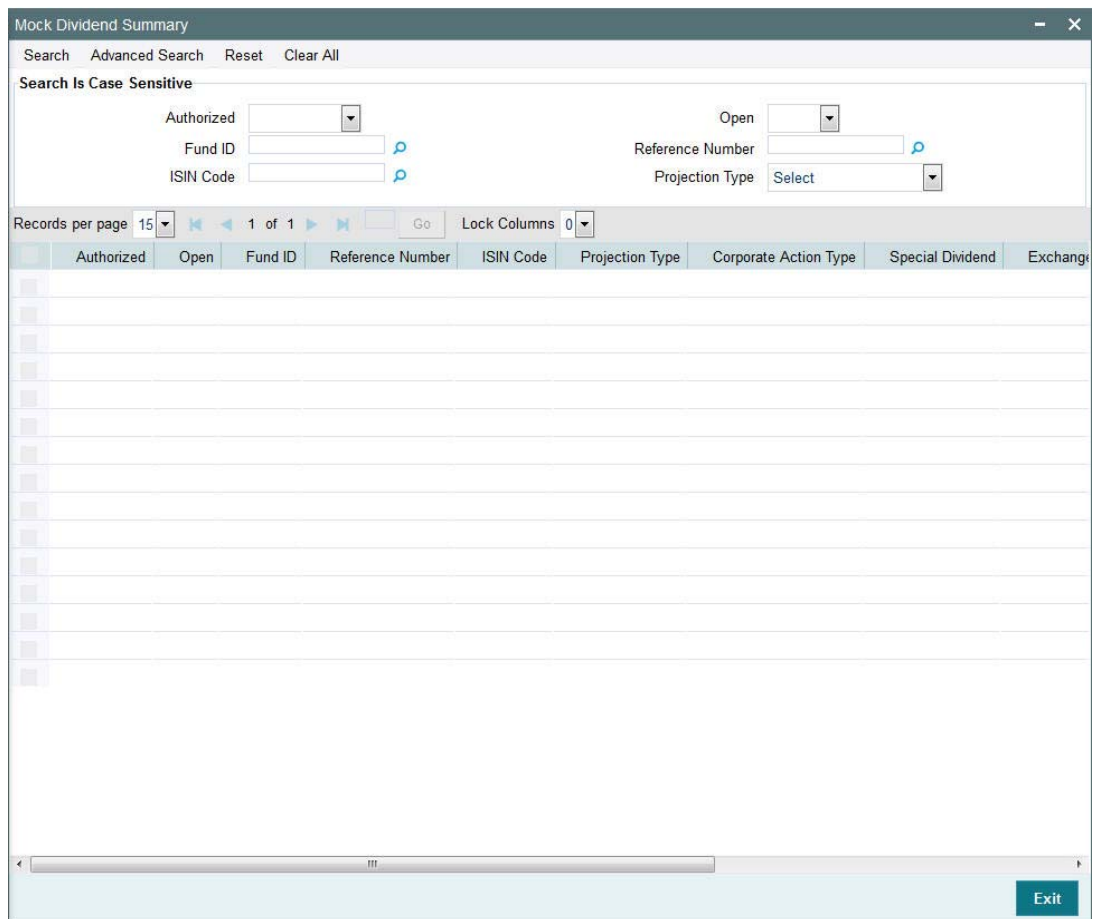 Mock Dividend Summary
Search Advanced Search Reset Clear All
Search Is Case Sensitive
Authorized Open
Fund ID Reference Number
ISIN Code Projection Type Select
Records per page 15 1 of 1 Go Lock Columns 0
Authorized Open Fund ID Reference Number ISIN Code Projection Type Corporate Action Type Special Dividend Exchange
Exit